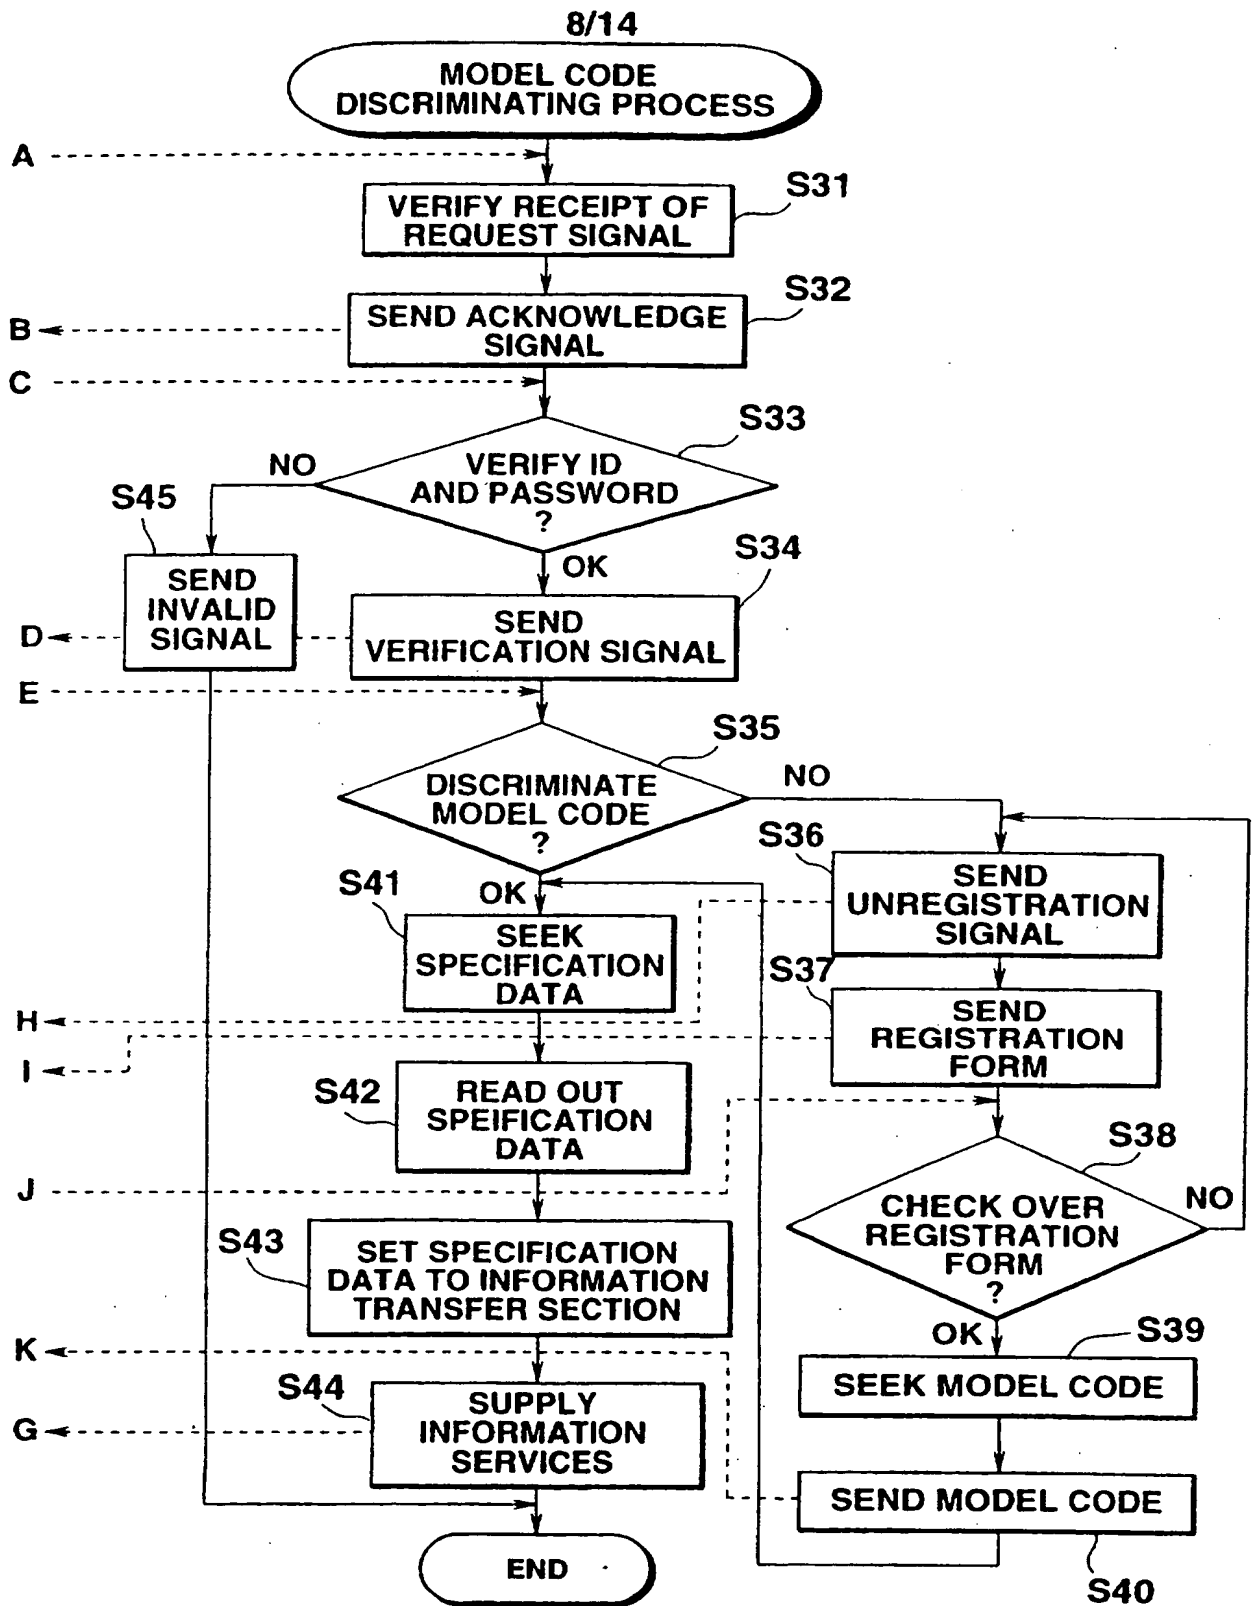 8/14
MODEL CODE
DISCRIMINATING PROCESS
A
S31
VERIFY RECEIPT OF
REQUEST SIGNAL
S32
SEND ACKNOWLEDGE
SIGNAL
B
C
S33
VERIFY ID
AND PASSWORD
?
NO
S45
OK
S34
SEND
INVALID
SIGNAL
SEND
VERIFICATION SIGNAL
D
E
S35
DISCRIMINATE
MODEL CODE
?
NO
S36
SEND
UNREGISTRATION
SIGNAL
S41
OK
SEEK
SPECIFICATION
DATA
S37
SEND
REGISTRATION
FORM
H
I
S42
READ OUT
SPEIFICATION
DATA
J
S38
CHECK OVER
REGISTRATION
FORM
?
NO
S43
SET SPECIFICATION
DATA TO INFORMATION
TRANSFER SECTION
OK
S39
SEEK MODEL CODE
K
S44
SUPPLY
INFORMATION
SERVICES
G
SEND MODEL CODE
S40
END